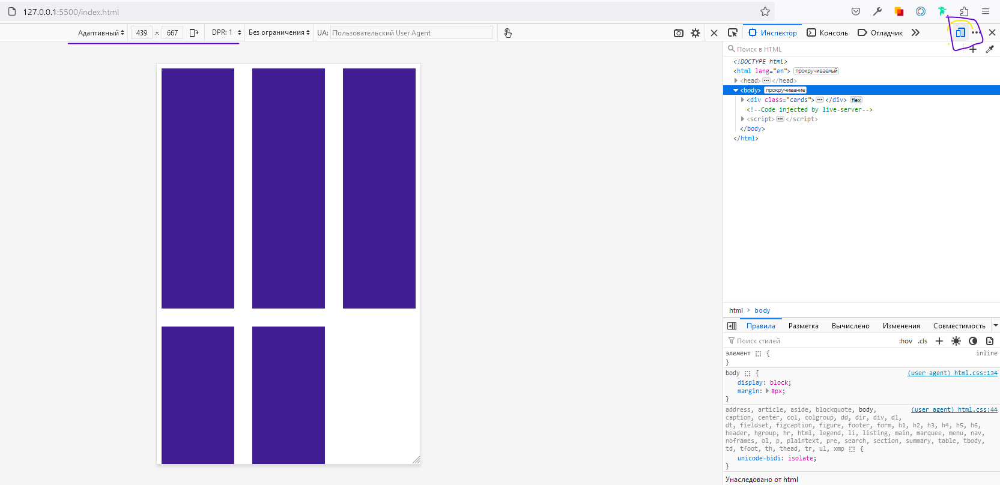 127.0.0.1:5500/index.html
Адаптивный 439 × 667 DPR: 1 Без ограничения UA: Пользовательский User Agent
Инспектор Консоль Отладчик
Поиск в HTML
<!DOCTYPE html>
<html lang="en"> прокручиваемый
<head> ••• </head>
<body> прокручивание
<div class="cards"> ••• </div> flex
<!--Code injected by live-server-->
<script> ••• </script>
</body>
</html>
html > body
Правила Разметка Вычислено Изменения Совместимость
Поиск стилей :hov .cls
элемент { inline
}
body { (user agent) html.css:134
display: block;
margin: 8px;
}
address, article, aside, blockquote, body, (user agent) html.css:44
caption, center, col, colgroup, dd, dir, div, dl,
dt, fieldset, figcaption, figure, footer, form, h1, h2, h3, h4, h5, h6,
header, hgroup, hr, html, legend, li, listing, main, marquee, menu, nav,
noframes, ol, p, plaintext, pre, search, section, summary, table, tbody,
td, tfoot, th, thead, tr, ul, xmp {
unicode-bidi: isolate;
}
Унаследовано от html